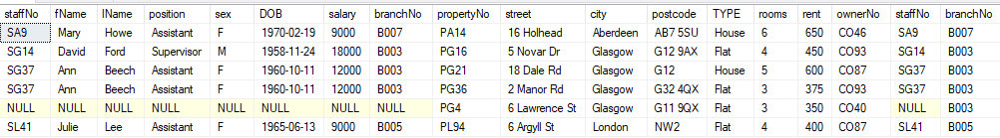 staffNo fName lName position sex DOB salary branchNo propertyNo street city postcode TYPE rooms rent ownerNo staffNo branchNo
SA9 Mary Howe Assistant F 1970-02-19 9000 B007 PA14 16 Holhead Aberdeen AB7 5SU House 6 650 CO46 SA9 B007
SG14 David Ford Supervisor M 1958-11-24 18000 B003 PG16 5 Novar Dr Glasgow G12 9AX Flat 4 450 CO93 SG14 B003
SG37 Ann Beech Assistant F 1960-10-11 12000 B003 PG21 18 Dale Rd Glasgow G12 House 5 600 CO87 SG37 B003
SG37 Ann Beech Assistant F 1960-10-11 12000 B003 PG36 2 Manor Rd Glasgow G32 4QX Flat 3 375 CO93 SG37 B003
NULL NULL NULL NULL NULL NULL NULL NULL PG4 6 Lawrence St Glasgow G11 9QX Flat 3 350 CO40 NULL B003
SL41 Julie Lee Assistant F 1965-06-13 9000 B005 PL94 6 Argyll St London NW2 Flat 4 400 CO87 SL41 B005